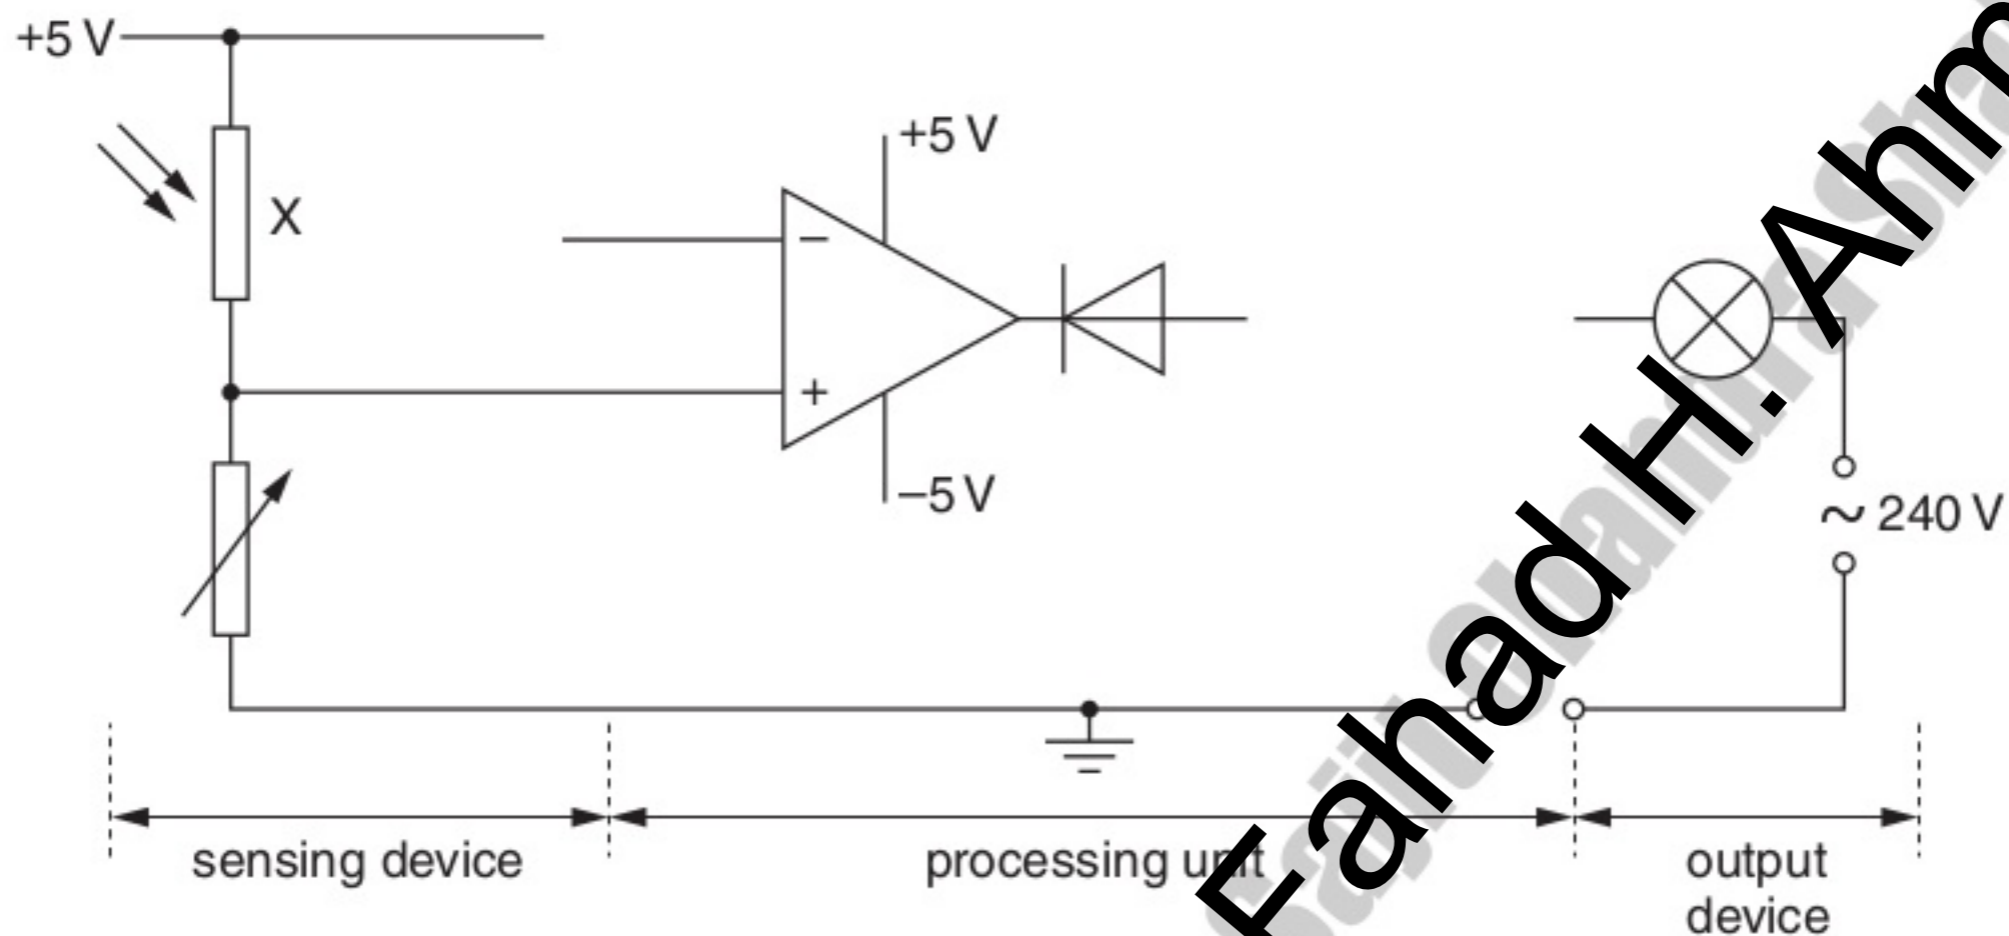 +5 V
+5 V
X
−
+
−5 V
~ 240 V
sensing device
processing unit
output
device
Fahad H. Ahm